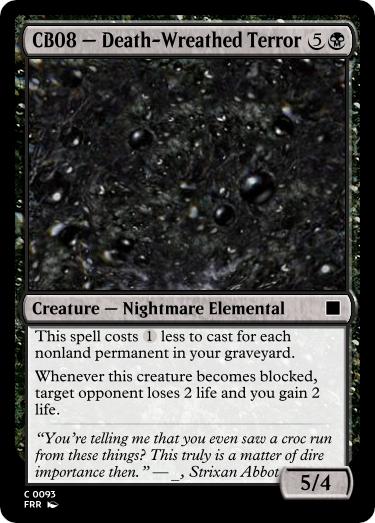 CB08 — Death-Wreathed Terror 5
Creature — Nightmare Elemental
This spell costs 1 less to cast for each
nonland permanent in your graveyard.
Whenever this creature becomes blocked,
target opponent loses 2 life and you gain 2
life.
“You’re telling me that you even saw a croc run
from these things? This truly is a matter of dire
importance then.” — _, Strixan Abbot
5/4
C 0093
FRR